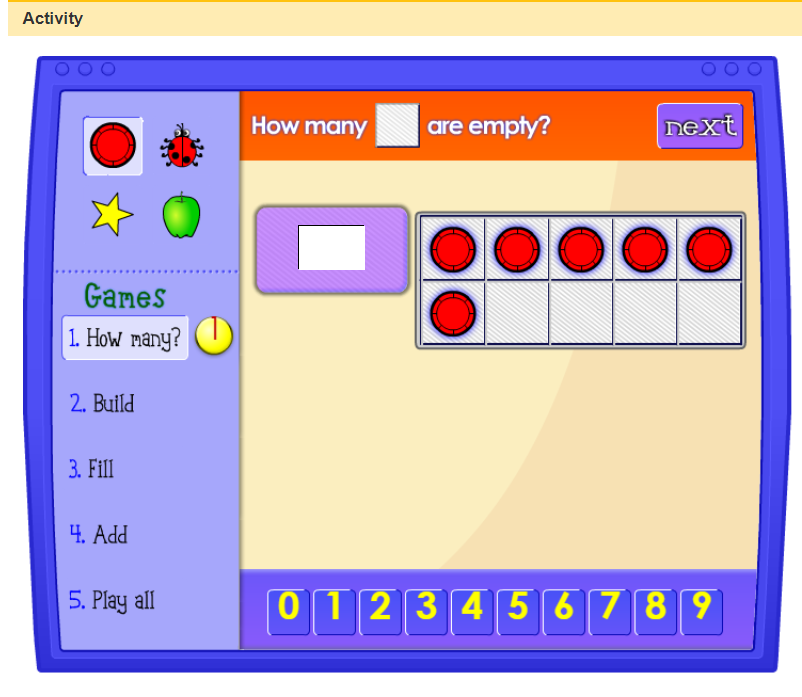 Activity
How many are empty?
next
Games
1. How many?
2. Build
3. Fill
4. Add
5. Play all
0 1 2 3 4 5 6 7 8 9